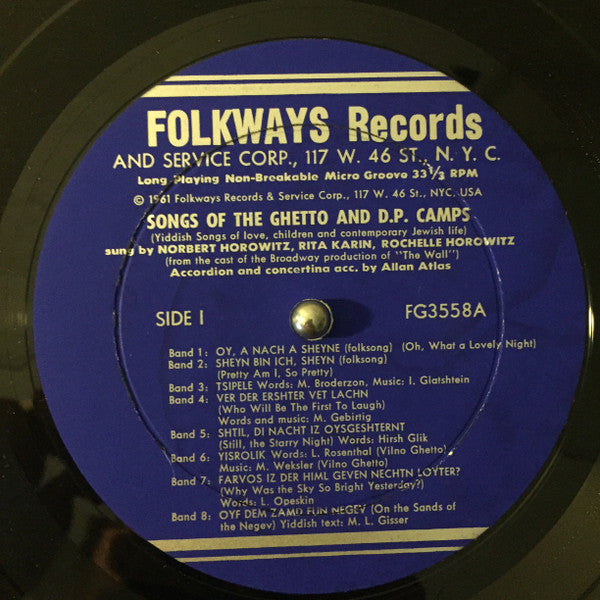 FOLKWAYS Records
AND SERVICE CORP., 117 W. 46 ST., N. Y. C.
Long Playing Non-Breakable Micro Groove 33 1/3 RPM
© 1961 Folkways Records & Service Corp., 117 W. 46 St., NYC, USA
SONGS OF THE GHETTO AND D.P. CAMPS
(Yiddish Songs of love, children and contemporary Jewish life)
sung by NORBERT HOROWITZ, RITA KARIN, ROCHELLE HOROWITZ
(from the cast of the Broadway production of "The Wall")
Accordion and concertina acc. by Allan Atlas
SIDE I FG3558A
Band 1: OY, A NACH A SHEYNE (folksong) (Oh, What a Lovely Night)
Band 2: SHEYN BIN ICH, SHEYN (folksong)
(Pretty Am I, So Pretty)
Band 3: TSIPELE Words: M. Broderzon, Music: I. Glatshtein
Band 4: VER DER ERSHTER VET LACHN
(Who Will Be The First To Laugh)
Words and music: M. Gebirtig
Band 5: SHTIL, DI NACHT IZ OYSGESHTERNT
(Still, the Starry Night) Words: Hirsh Glik
Band 6: YISROLIK Words: L. Rosenthal (Vilno Ghetto)
Music: M. Weksler (Vilno Ghetto)
Band 7: FARVOS IZ DER HIML GEVEN NECHTN LOYTER?
(Why Was the Sky So Bright Yesterday?)
Words: L. Opeskin
Band 8: OYF DEM ZAMD FUN NEGEV (On the Sands of
the Negev) Yiddish text: M. L. Gisser